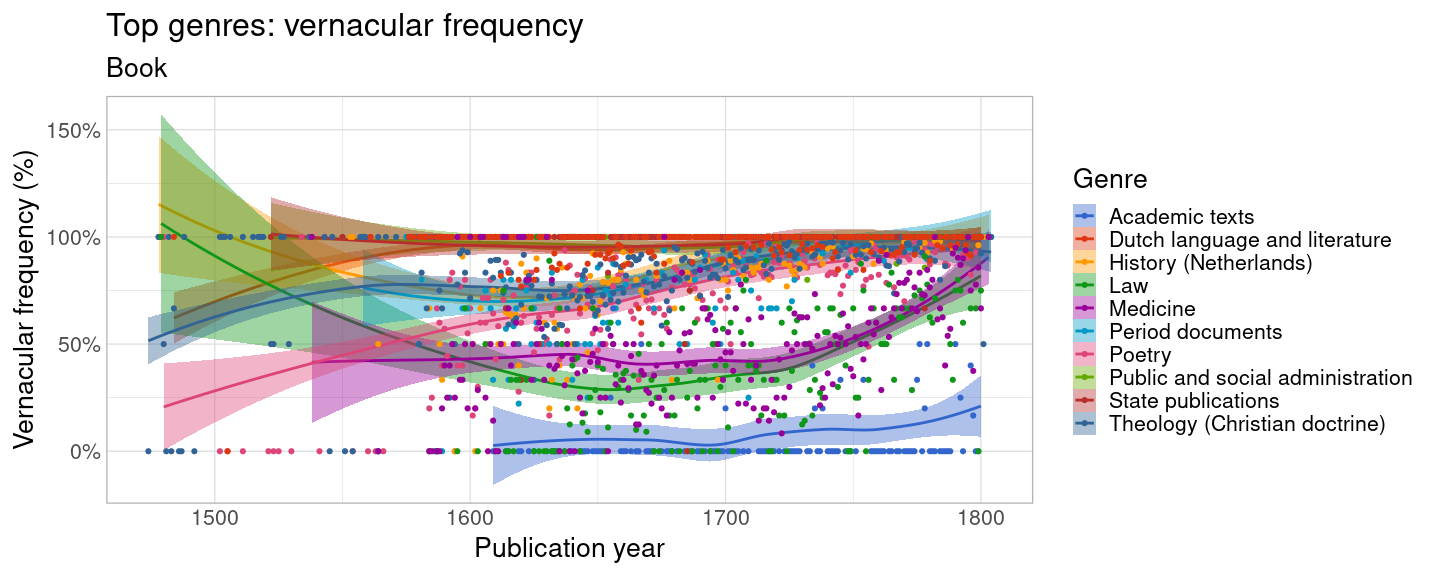 Top genres: vernacular frequency
Book
Vernacular frequency (%)
150%
100%
50%
0%
1500 1600 1700 1800
Publication year
Genre
Academic texts
Dutch language and literature
History (Netherlands)
Law
Medicine
Period documents
Poetry
Public and social administration
State publications
Theology (Christian doctrine)